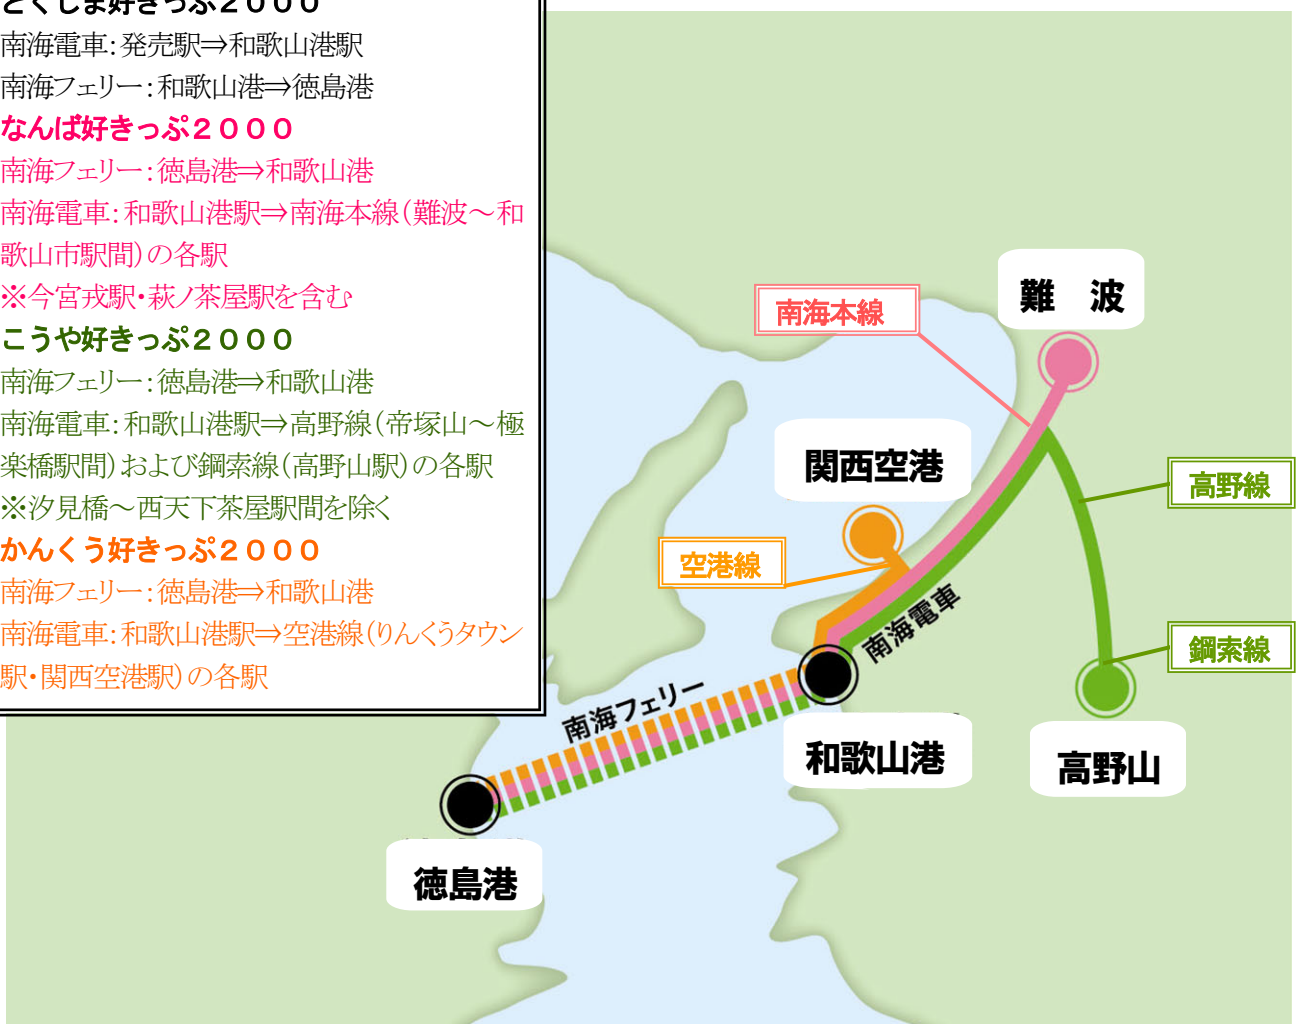 とくしま好きっぷ２０００
南海電車：発売駅⇒和歌山港駅
南海フェリー：和歌山港⇒徳島港
なんば好きっぷ２０００
南海フェリー：徳島港⇒和歌山港
南海電車：和歌山港駅⇒南海本線（難波～和
歌山市駅間）の各駅
※今宮戎駅・萩ノ茶屋駅を含む
こうや好きっぷ２０００
南海フェリー：徳島港⇒和歌山港
南海電車：和歌山港駅⇒高野線（帝塚山～極
楽橋駅間）および鋼索線（高野山駅）の各駅
※汐見橋～西天下茶屋駅間を除く
かんくう好きっぷ２０００
南海フェリー：徳島港⇒和歌山港
南海電車：和歌山港駅⇒空港線（りんくうタウン
駅・関西空港駅）の各駅
難　波
南海本線
関西空港
高野線
空港線
南海電車
鋼索線
南海フェリー
和歌山港
高野山
徳島港